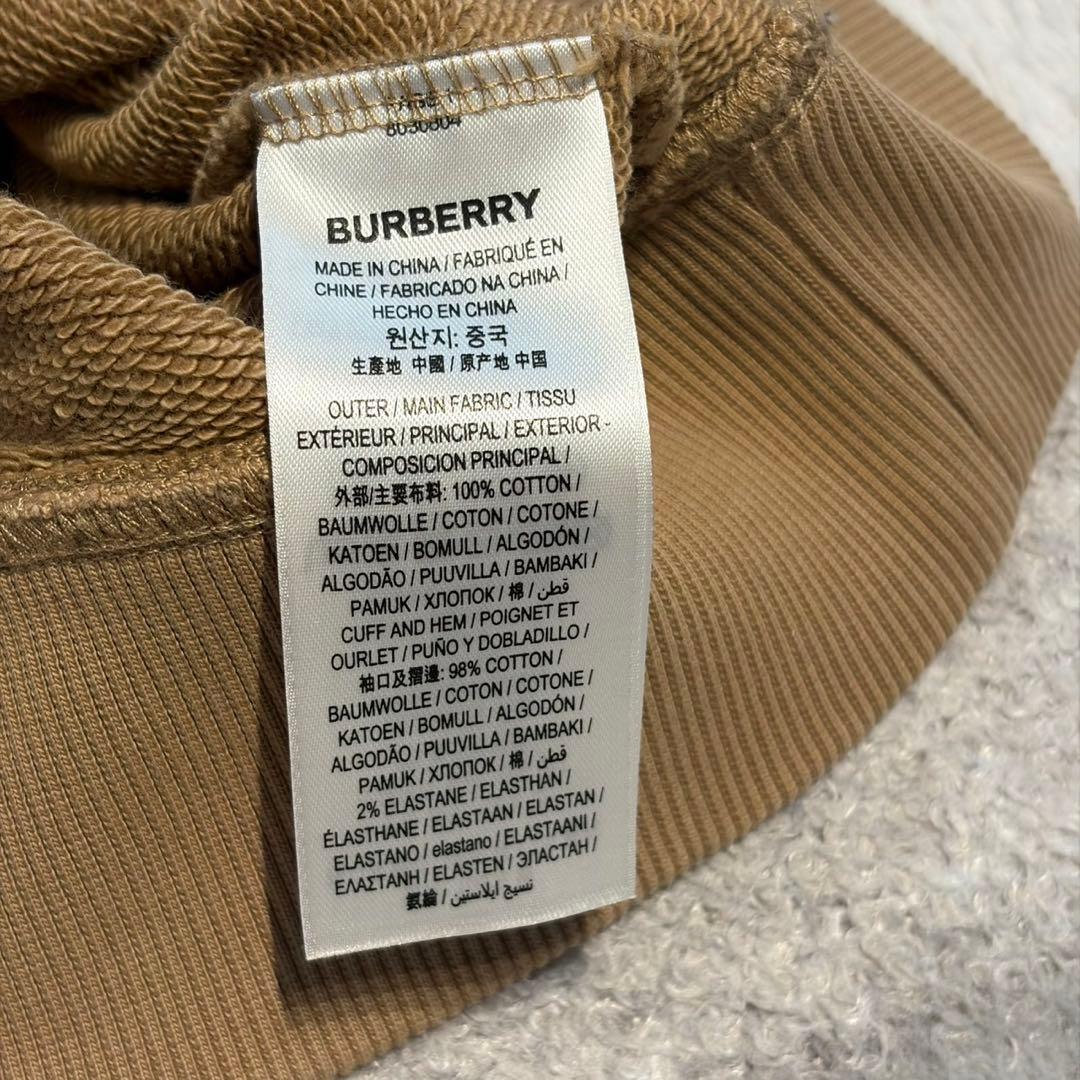 8030804
BURBERRY
MADE IN CHINA / FABRIQUÉ EN
CHINE / FABRICADO NA CHINA /
HECHO EN CHINA
원산지: 중국
生產地 中國 / 原产地 中国
OUTER / MAIN FABRIC / TISSU
EXTÉRIEUR / PRINCIPAL / EXTERIOR -
COMPOSICION PRINCIPAL /
外部/主要布料: 100% COTTON /
BAUMWOLLE / COTON / COTONE /
KATOEN / BOMULL / ALGODÓN /
ALGODÃO / PUUVILLA / BAMBAKI /
PAMUK / ХЛОПОК / 棉 / قطن /
CUFF AND HEM / POIGNET ET
OURLET / PUÑO Y DOBLADILLO /
袖口及摺邊: 98% COTTON /
BAUMWOLLE / COTON / COTONE /
KATOEN / BOMULL / ALGODÓN /
ALGODÃO / PUUVILLA / BAMBAKI /
PAMUK / ХЛОПОК / 棉 / قطن /
2% ELASTANE / ELASTHAN /
ÉLASTHANE / ELASTAAN / ELASTAN /
ELASTANO / elastano / ELASTAANI /
ΕΛΑΣΤΑΝΗ / ELASTEN / ЭЛАСТАН /
氨綸 / نسيج ايلاستين